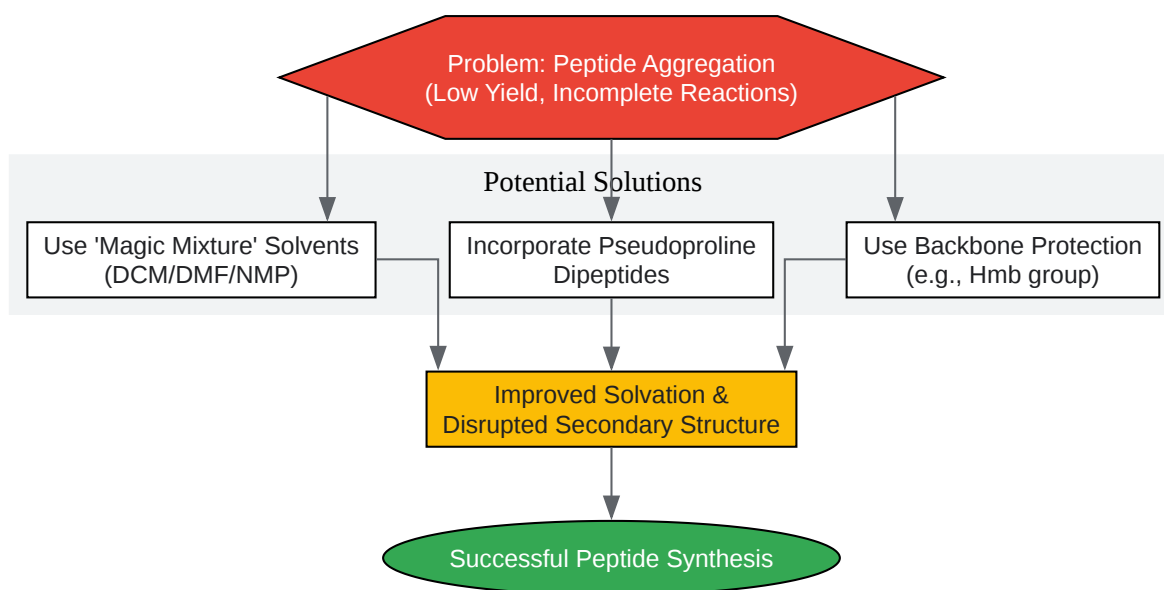 Problem: Peptide Aggregation
(Low Yield, Incomplete Reactions)
Potential Solutions
Use 'Magic Mixture' Solvents
(DCM/DMF/NMP)
Incorporate Pseudoproline
Dipeptides
Use Backbone Protection
(e.g., Hmb group)
Improved Solvation &
Disrupted Secondary Structure
Successful Peptide Synthesis